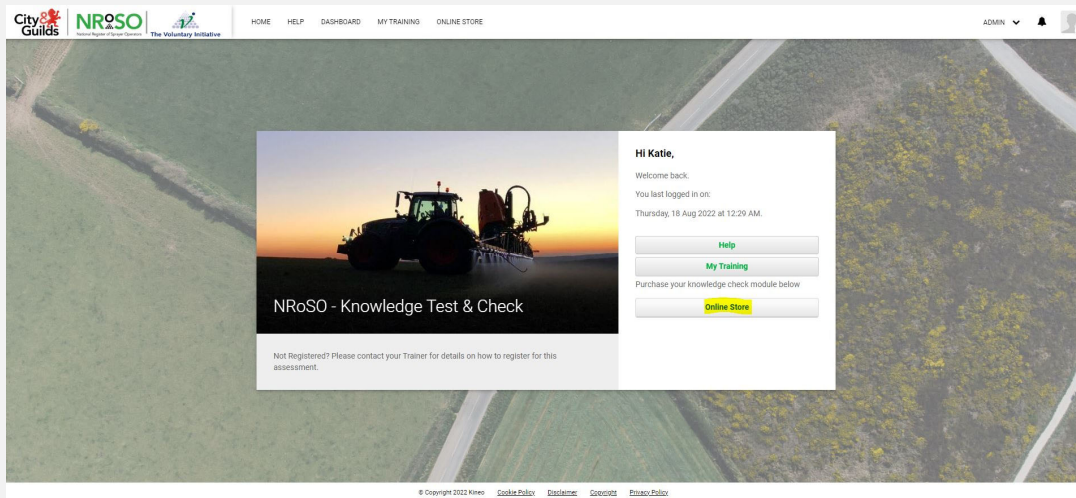 City& Guilds
NRoSO
National Register of Sprayer Operators
The Voluntary Initiative
HOME HELP DASHBOARD MY TRAINING ONLINE STORE
ADMIN
NRoSO - Knowledge Test & Check
Not Registered? Please contact your Trainer for details on how to register for this
assessment.
Hi Katie,
Welcome back.
You last logged in on:
Thursday, 18 Aug 2022 at 12:29 AM.
Help
My Training
Purchase your knowledge check module below
Online Store
© Copyright 2022 Kineo Cookie Policy Disclaimer Copyright Privacy Policy